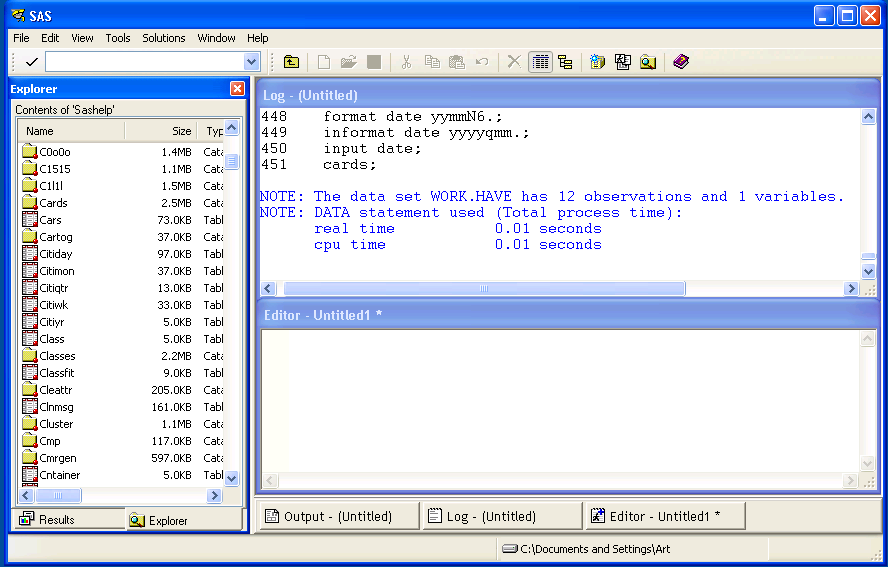 SAS
File Edit View Tools Solutions Window Help
Explorer
Contents of 'Sashelp'
Name Size Typ
C0o0o 1.4MB Cata
C1515 1.1MB Cata
C1l1l 1.5MB Cata
Cards 2.5MB Cata
Cars 73.0KB Tabl
Cartog 37.0KB Cata
Citiday 97.0KB Tabl
Citimon 37.0KB Tabl
Citiqtr 13.0KB Tabl
Citiwk 33.0KB Tabl
Citiyr 5.0KB Tabl
Class 5.0KB Tabl
Classes 2.2MB Cata
Classfit 9.0KB Tabl
Cleattr 205.0KB Cata
Clnmsg 161.0KB Tabl
Cluster 1.1MB Cata
Cmp 117.0KB Cata
Cmrgen 597.0KB Cata
Cntainer 5.0KB Tabl
Results
Explorer
Log - (Untitled)
448 format date yymmN6.;
449 informat date yyyyqmm.;
450 input date;
451 cards;
NOTE: The data set WORK.HAVE has 12 observations and 1 variables.
NOTE: DATA statement used (Total process time):
real time 0.01 seconds
cpu time 0.01 seconds
Editor - Untitled1 *
Output - (Untitled)
Log - (Untitled)
Editor - Untitled1 *
C:\Documents and Settings\Art